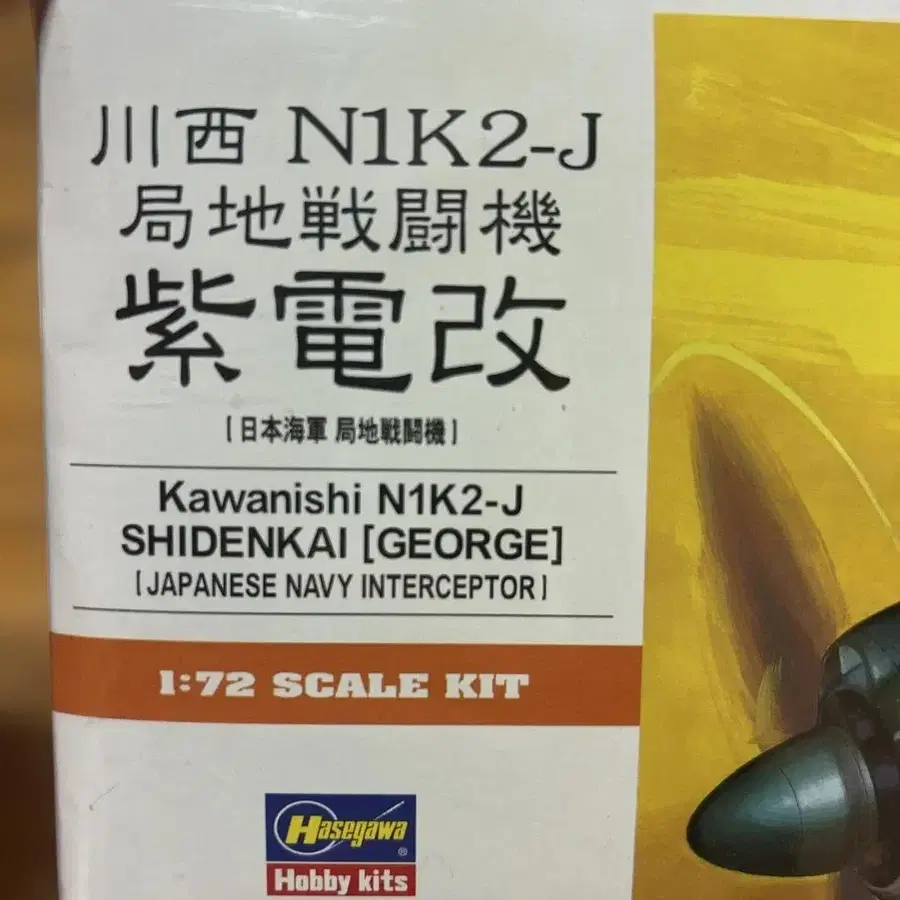 川西 N1K2-J
局地戦闘機
紫電改
[日本海軍 局地戦闘機]
Kawanishi N1K2-J
SHIDENKAI [GEORGE]
[JAPANESE NAVY INTERCEPTOR]
1:72 SCALE KIT
Hasegawa®
Hobby kits